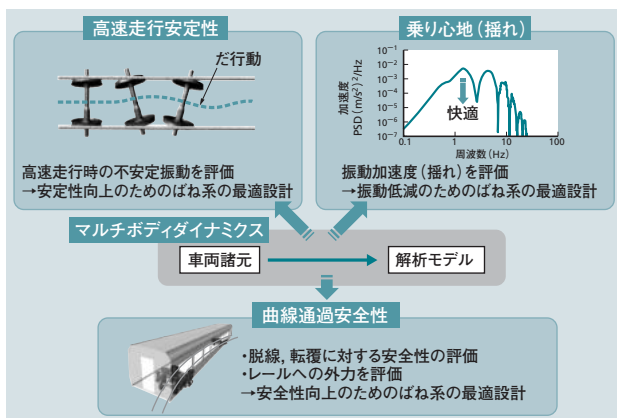 高速走行安定性
だ行動
高速走行時の不安定振動を評価
→安定性向上のためのばね系の最適設計
乗り心地(揺れ)
加速度
PSD(m/s²)²/Hz
10⁻¹
10⁻²
10⁻³
10⁻⁴
10⁻⁵
10⁻⁶
10⁻⁷
快適
0.1 1 10 100
周波数(Hz)
振動加速度(揺れ)を評価
→振動低減のためのばね系の最適設計
マルチボディダイナミクス
車両諸元
解析モデル
曲線通過安全性
・脱線, 転覆に対する安全性の評価
・レールへの外力を評価
→安全性向上のためのばね系の最適設計